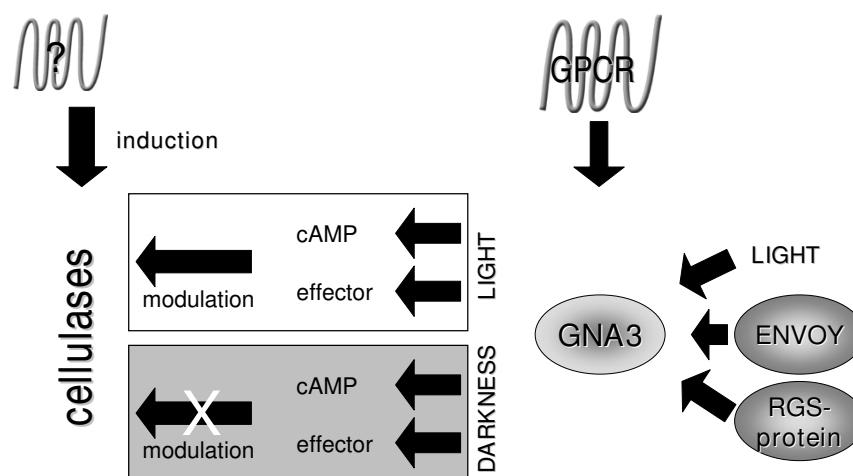 ?
GPCR
induction
cellulases
cAMP
effector
modulation
LIGHT
cAMP
effector
X
modulation
DARKNESS
LIGHT
GNA3
ENVOY
RGS-
protein